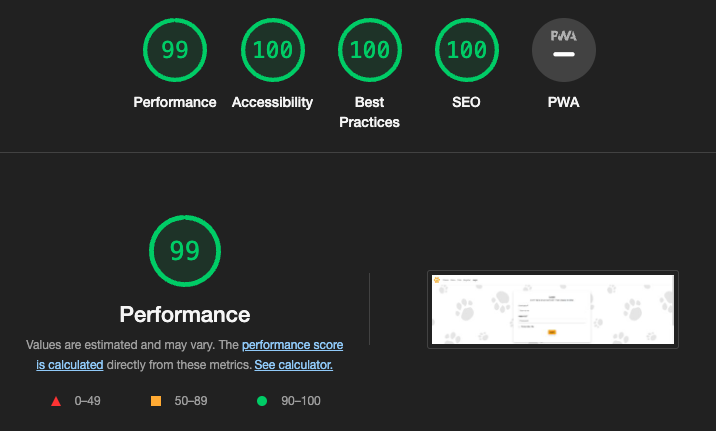 99
100
100
100
PWA
Performance
Accessibility
Best
Practices
SEO
PWA
99
Performance
Values are estimated and may vary. The performance score
is calculated directly from these metrics. See calculator.
0–49
50–89
90–100